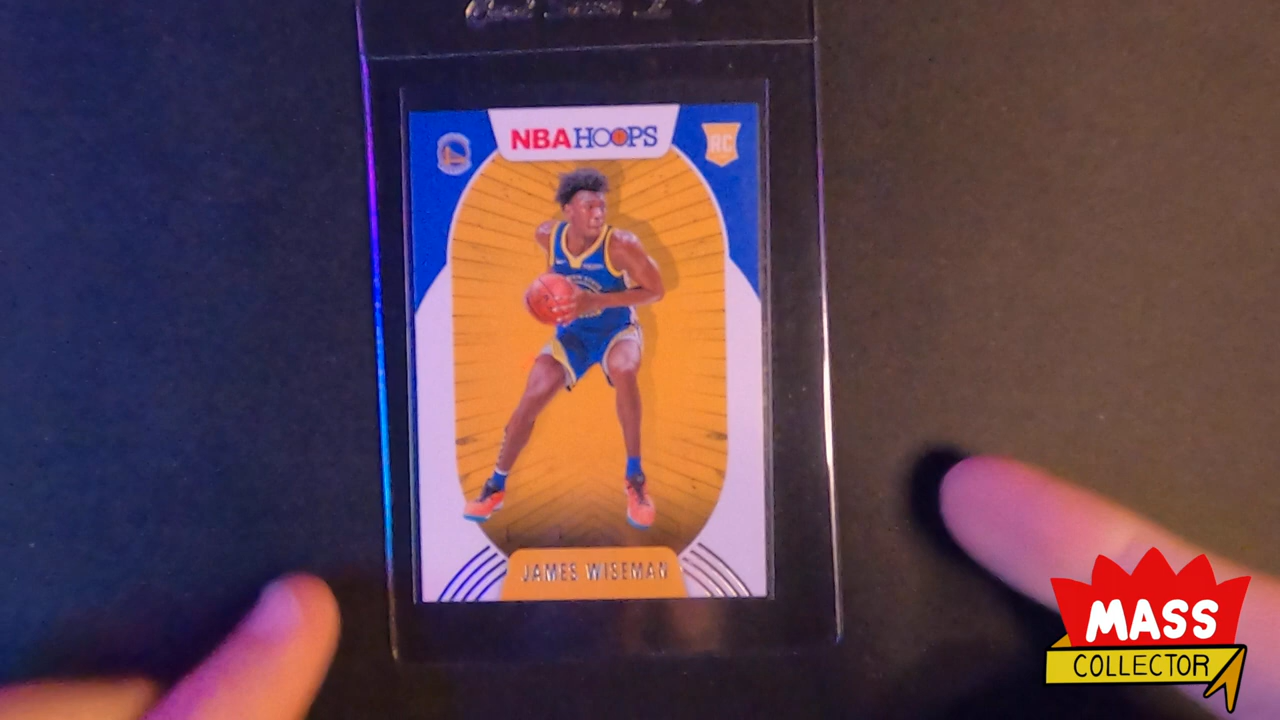 NBA HOOPS
RC
JAMES WISEMAN
MASS
COLLECTOR